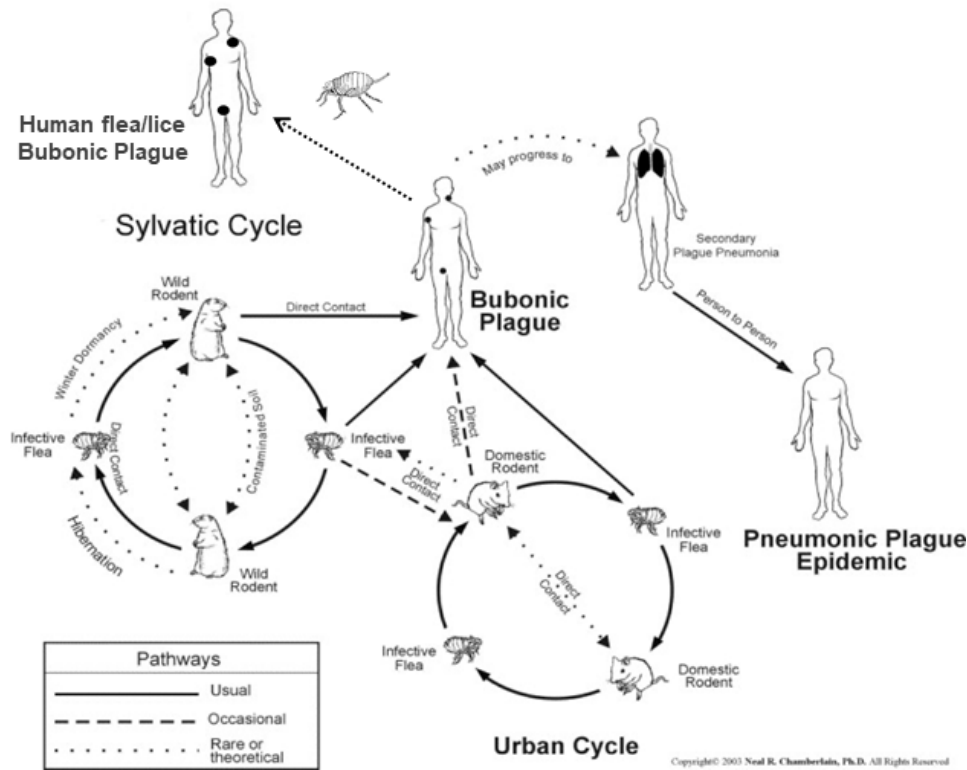 Human flea/lice
Bubonic Plague
May progress to
Sylvatic Cycle
Secondary
Plague Pneumonia
Wild
Rodent
Direct Contact
Bubonic
Plague
Person to Person
Winter Dormancy
Contaminated Soil
Infective
Flea
Direct Contact
Infective
Flea
Direct
Contact
Direct
Contact
Domestic
Rodent
Hibernation
Wild
Rodent
Infective
Flea
Pneumonic Plague
Epidemic
Direct
Contact
Infective
Flea
Domestic
Rodent
Pathways
Usual
Occasional
Rare or
theoretical
Urban Cycle
Copyright© 2003 Neal R. Chamberlain, Ph.D. All Rights Reserved